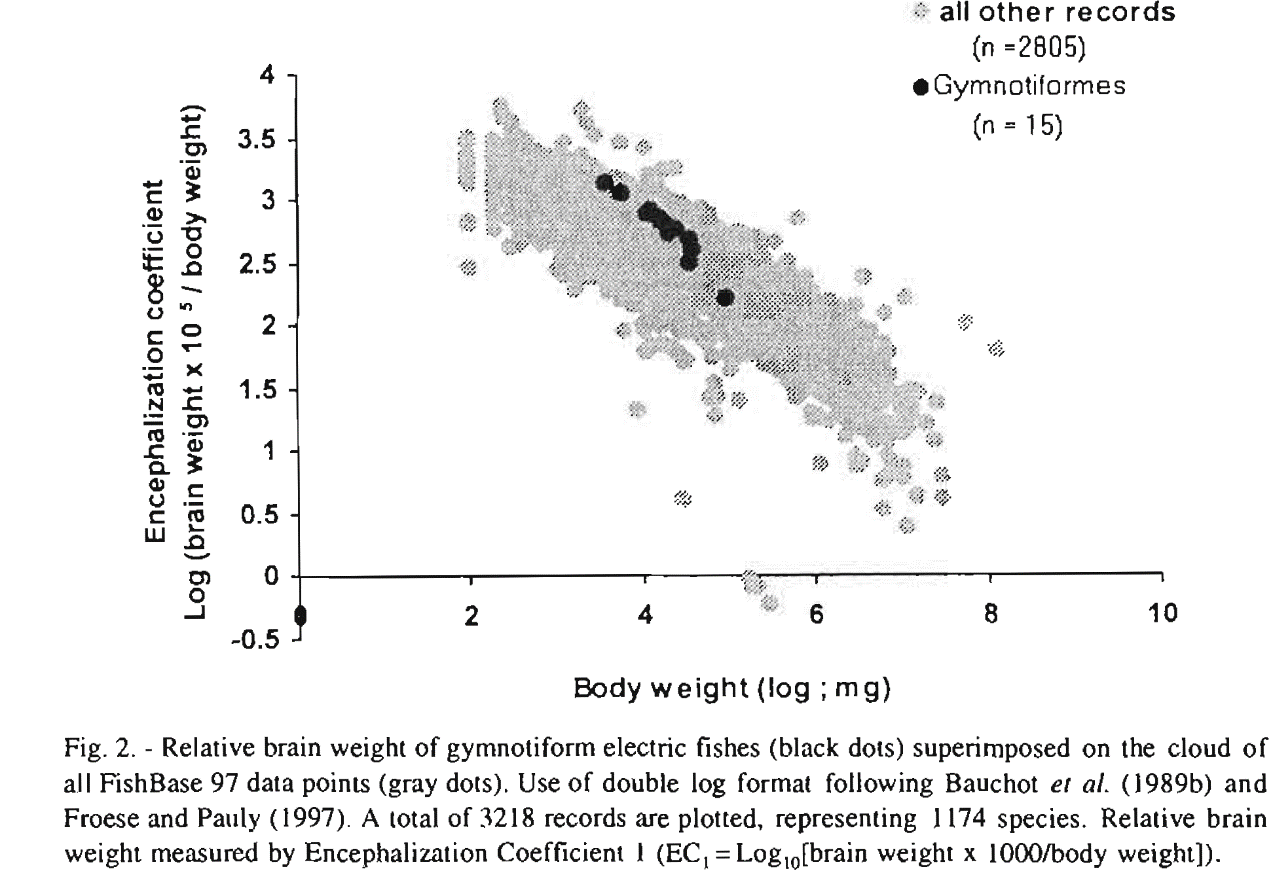 all other records
(n =2805)
Gymnotiformes
(n = 15)
Encephalization coefficient
Log (brain weight x 10 ⁵ / body weight)
4
3.5
3
2.5
2
1.5
1
0.5
0
-0.5
2
4
6
8
10
Body weight (log ; mg)
Fig. 2. - Relative brain weight of gymnotiform electric fishes (black dots) superimposed on the cloud of
all FishBase 97 data points (gray dots). Use of double log format following Bauchot et al. (1989b) and
Froese and Pauly (1997). A total of 3218 records are plotted, representing 1174 species. Relative brain
weight measured by Encephalization Coefficient 1 (EC₁ = Log₁₀[brain weight x 1000/body weight]).